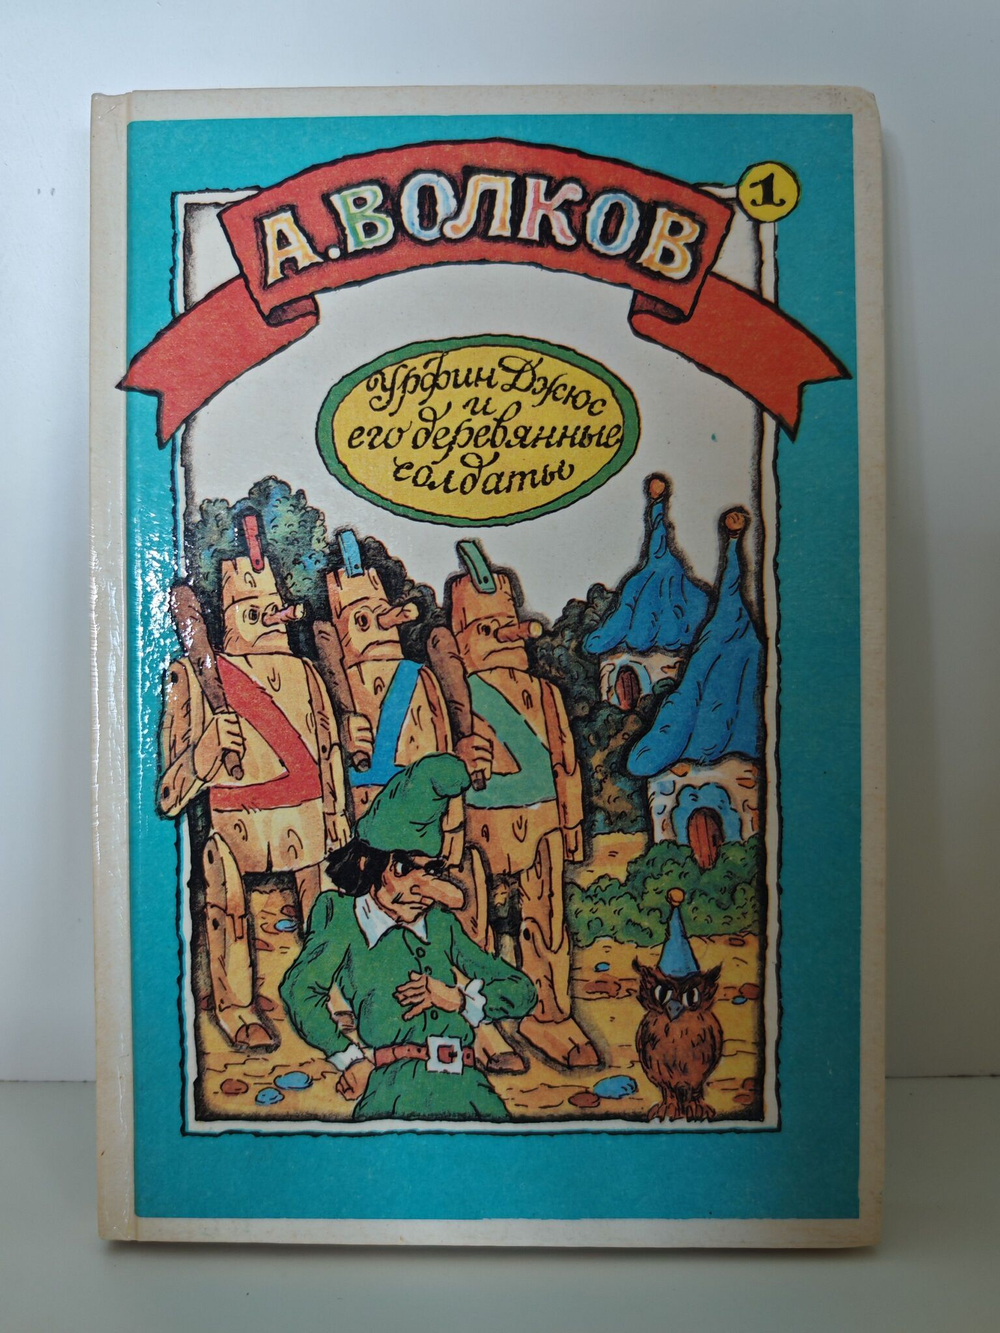 А.ВОЛКОВ
1
Урфин Джюс
и
его деревянные
солдаты